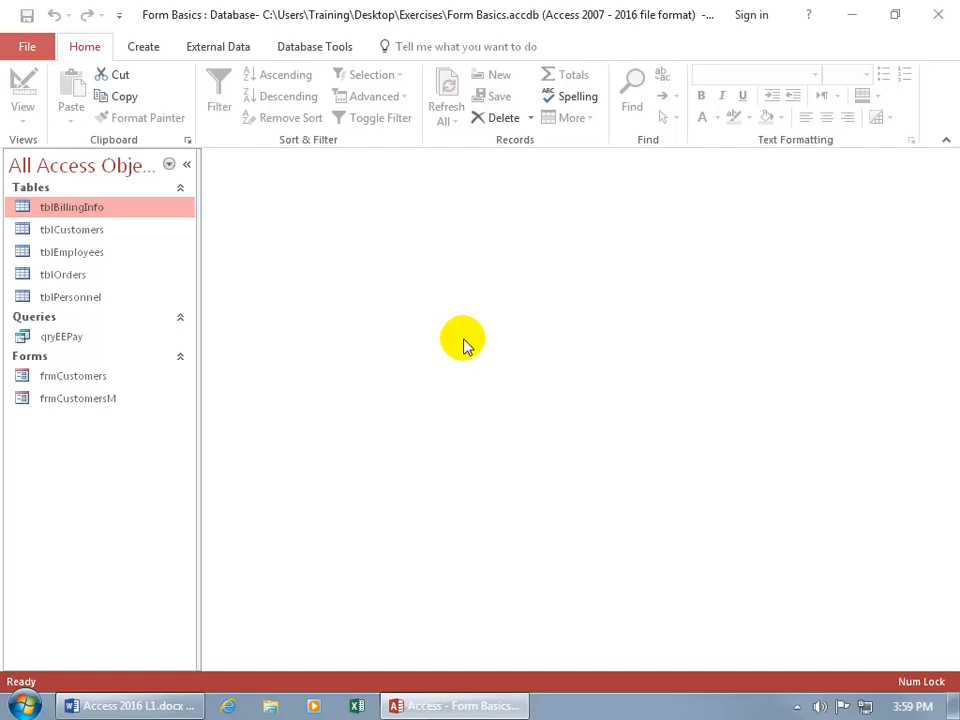 Form Basics : Database- C:\Users\Training\Desktop\Exercises\Form Basics.accdb (Access 2007 - 2016 file format) -... Sign in ?
File Home Create External Data Database Tools Tell me what you want to do
Cut Ascending Selection New Totals ab ac
View Paste Copy Filter Descending Advanced Refresh All Save ABC Spelling Find B I U
Format Painter Remove Sort Toggle Filter Delete More A
Views Clipboard Sort & Filter Records Find Text Formatting
All Access Obje... «
Tables
tblBillingInfo
tblCustomers
tblEmployees
tblOrders
tblPersonnel
Queries
qryEEPay
Forms
frmCustomers
frmCustomersM
Ready Num Lock
Access 2016 L1.docx ... Access - Form Basics... 3:59 PM